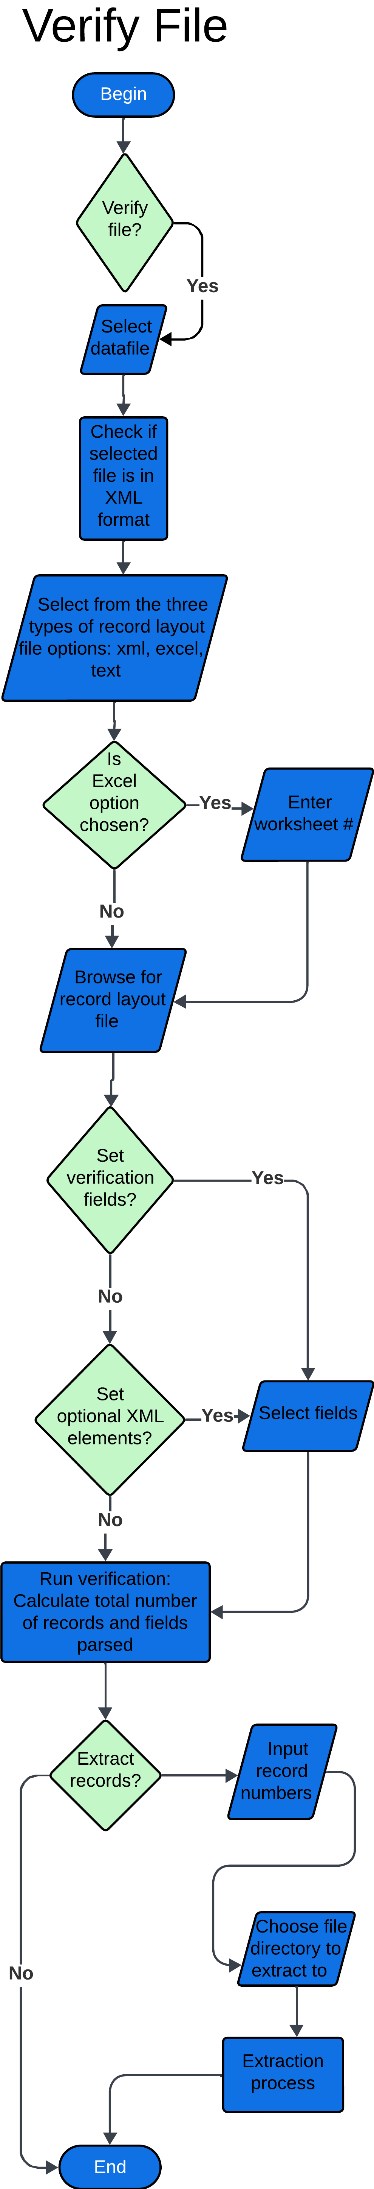 Verify File
Begin
Verify
file?
Yes
Select
datafile
Check if
selected
file is in
XML
format
Select from the three
types of record layout
file options: xml, excel,
text
Is
Excel
option
chosen?
Yes
Enter
worksheet #
No
Browse for
record layout
file
Set
verification
fields?
Yes
No
Set
optional XML
elements?
Yes
Select fields
No
Run verification:
Calculate total number
of records and fields
parsed
Extract
records?
Input
record
numbers
Choose file
directory to
extract to
No
Extraction
process
End